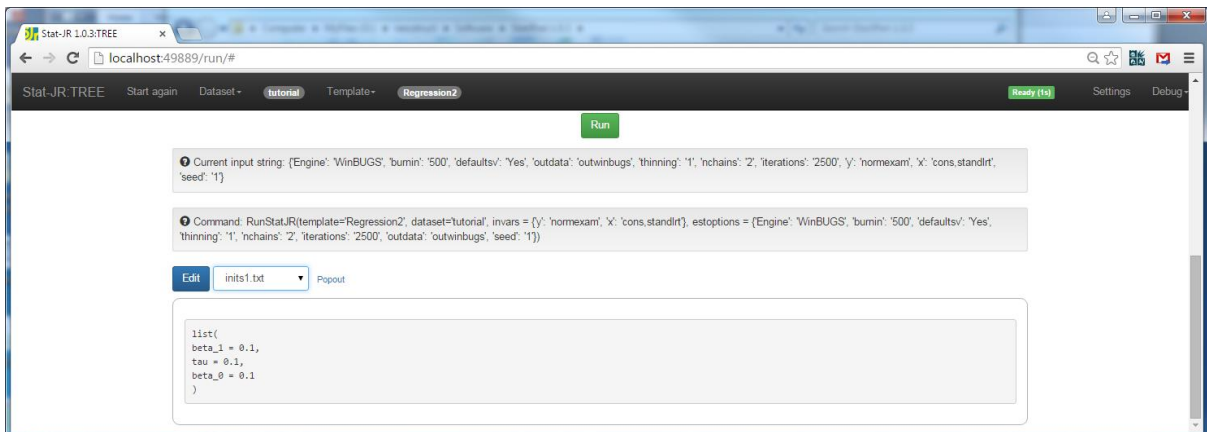 Stat-JR 1.0.3:TREE
localhost:49889/run/#
Stat-JR:TREE Start again Dataset tutorial Template Regression2 Ready (1s) Settings Debug
Run
Current input string: {'Engine': 'WinBUGS', 'burnin': '500', 'defaultsv': 'Yes', 'outdata': 'outwinbugs', 'thinning': '1', 'nchains': '2', 'iterations': '2500', 'y': 'normexam', 'x': 'cons,standlrt',
'seed': '1'}
Command: RunStatJR(template='Regression2', dataset='tutorial', invars = {'y': 'normexam', 'x': 'cons,standlrt'}, estoptions = {'Engine': 'WinBUGS', 'burnin': '500', 'defaultsv': 'Yes',
'thinning': '1', 'nchains': '2', 'iterations': '2500', 'outdata': 'outwinbugs', 'seed': '1'})
Edit inits1.txt Popout
list(
beta_1 = 0.1,
tau = 0.1,
beta_0 = 0.1
)